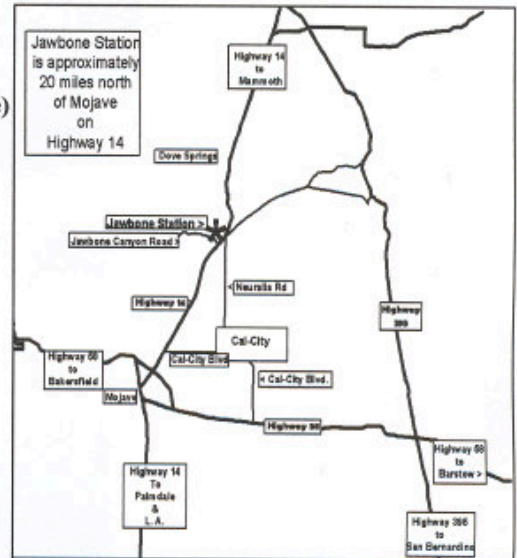 Jawbone Station
is approximately
20 miles north
of Mojave
on
Highway 14
)
Highway 14
to
Mammoth
Dove Springs
Jawbone Station >
Jawbone Canyon Road >
< Neuralia Rd
Highway 14
Highway
395
Cal-City
Cal-City Blvd
Highway 58
to
Bakersfield
< Cal-City Blvd.
Mojave
Highway 58
Highway 58
to
Barstow >
Highway 14
To
Palmdale
&
L.A.
Highway 395
to
San Bernardino